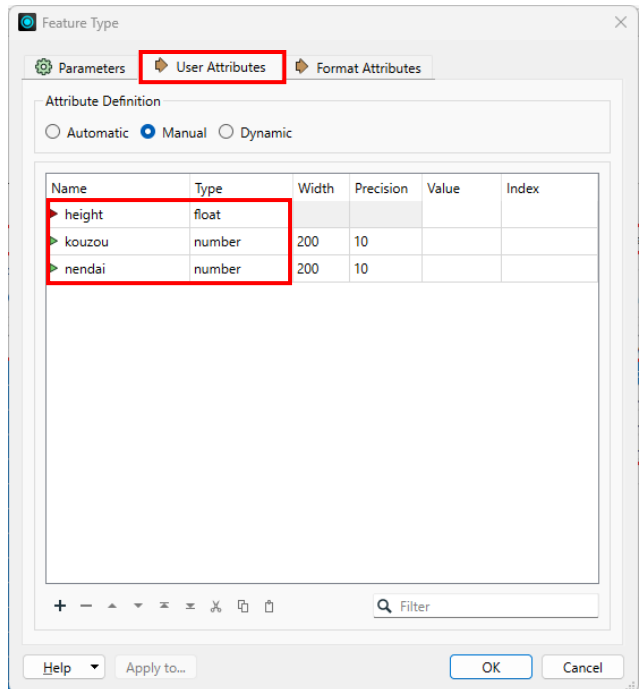 Feature Type
Parameters User Attributes Format Attributes
Attribute Definition
Automatic Manual Dynamic
Name Type Width Precision Value Index
height float
kouzou number 200 10
nendai number 200 10
Filter
Help Apply to... OK Cancel